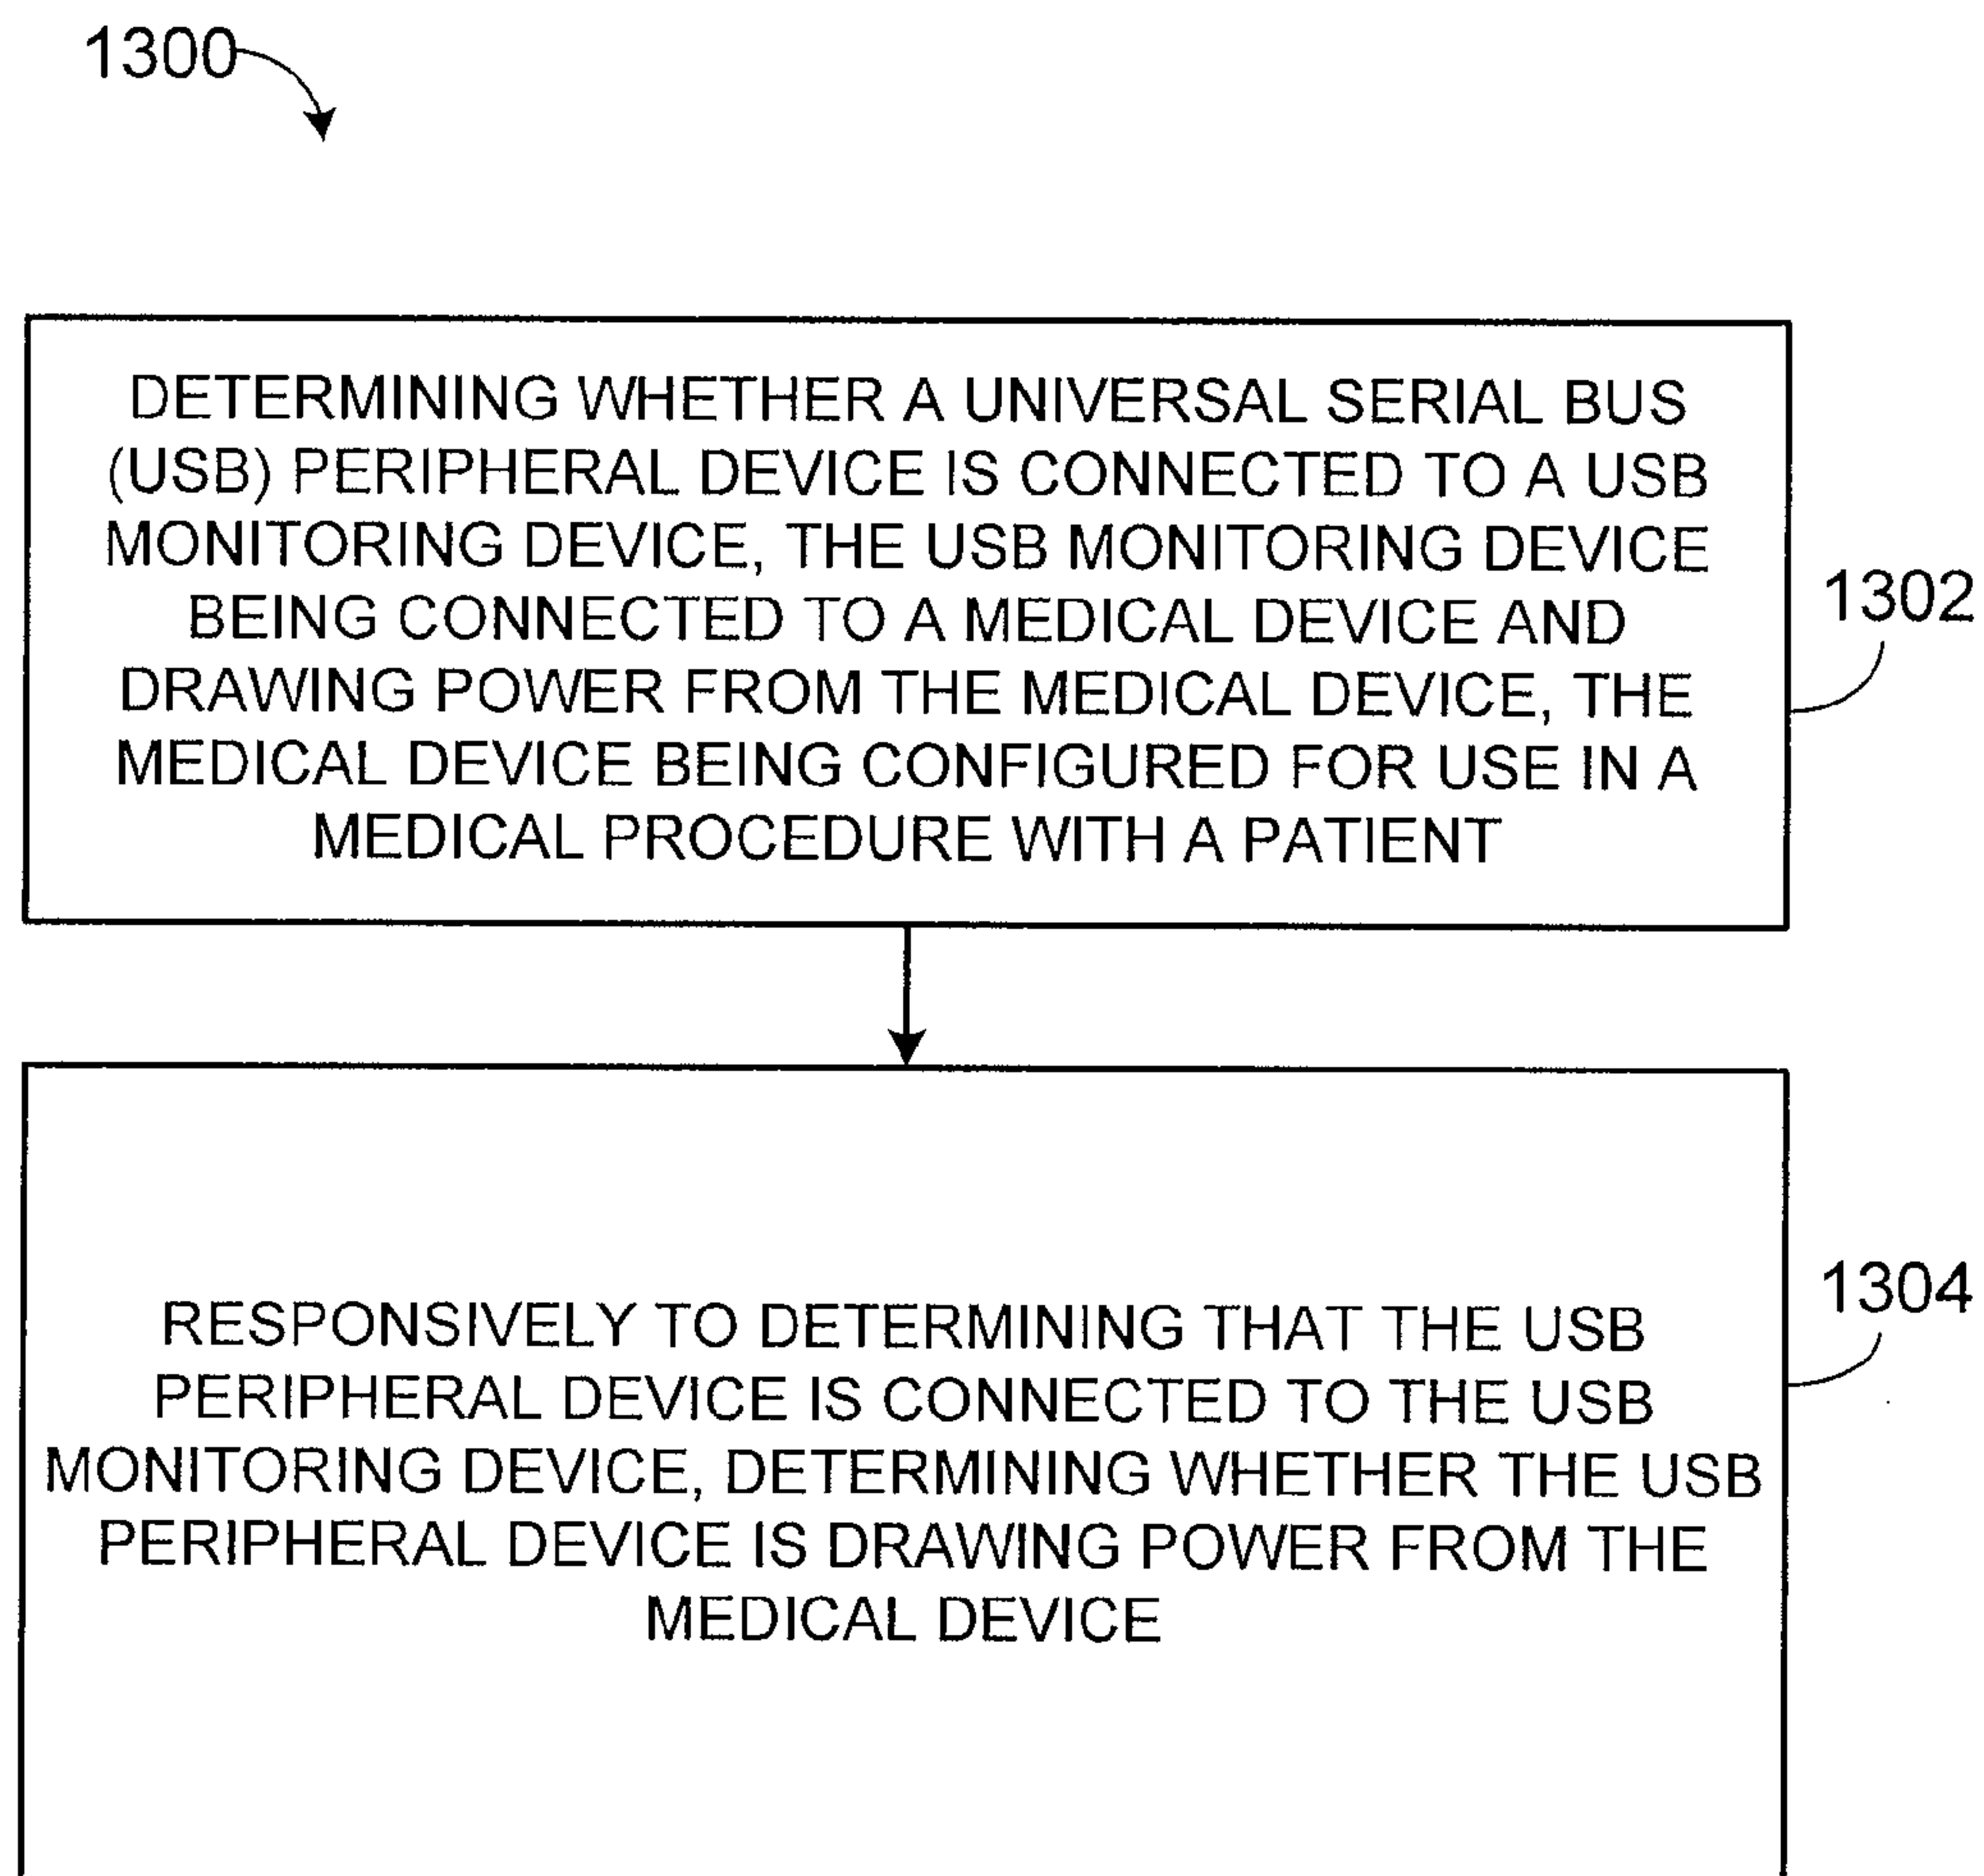 1300
DETERMINING WHETHER A UNIVERSAL SERIAL BUS
(USB) PERIPHERAL DEVICE IS CONNECTED TO A USB
MONITORING DEVICE, THE USB MONITORING DEVICE
BEING CONNECTED TO A MEDICAL DEVICE AND
DRAWING POWER FROM THE MEDICAL DEVICE, THE
MEDICAL DEVICE BEING CONFIGURED FOR USE IN A
MEDICAL PROCEDURE WITH A PATIENT
1302
RESPONSIVELY TO DETERMINING THAT THE USB
PERIPHERAL DEVICE IS CONNECTED TO THE USB
MONITORING DEVICE, DETERMINING WHETHER THE USB
PERIPHERAL DEVICE IS DRAWING POWER FROM THE
MEDICAL DEVICE
1304